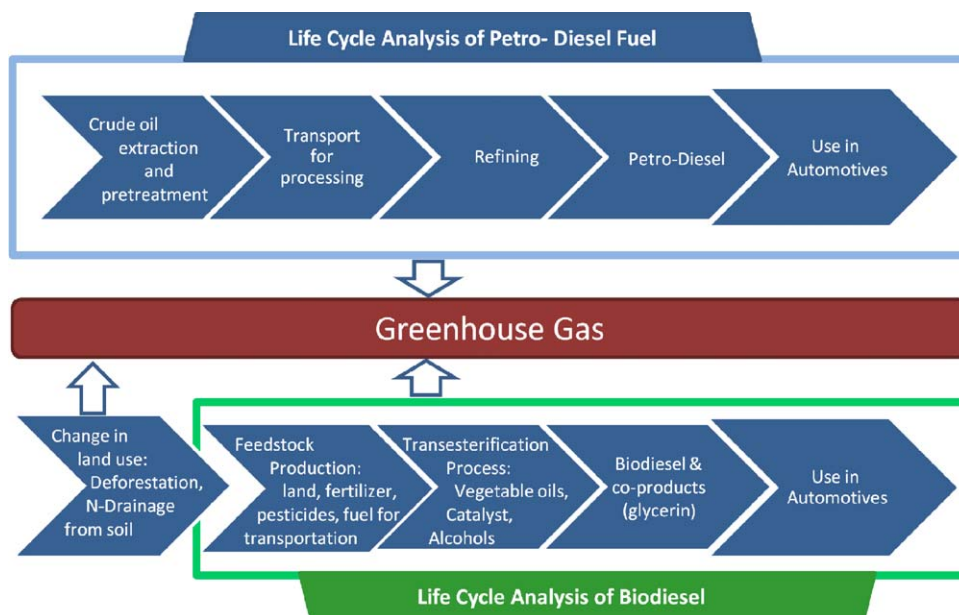 Life Cycle Analysis of Petro- Diesel Fuel
Crude oil
extraction
and
pretreatment
Transport
for
processing
Refining
Petro-Diesel
Use in
Automotives
Greenhouse Gas
Change in
land use:
Deforestation,
N-Drainage
from soil
Feedstock
Production:
land, fertilizer,
pesticides, fuel for
transportation
Transesterification
Process:
Vegetable oils,
Catalyst,
Alcohols
Biodiesel &
co-products
(glycerin)
Use in
Automotives
Life Cycle Analysis of Biodiesel